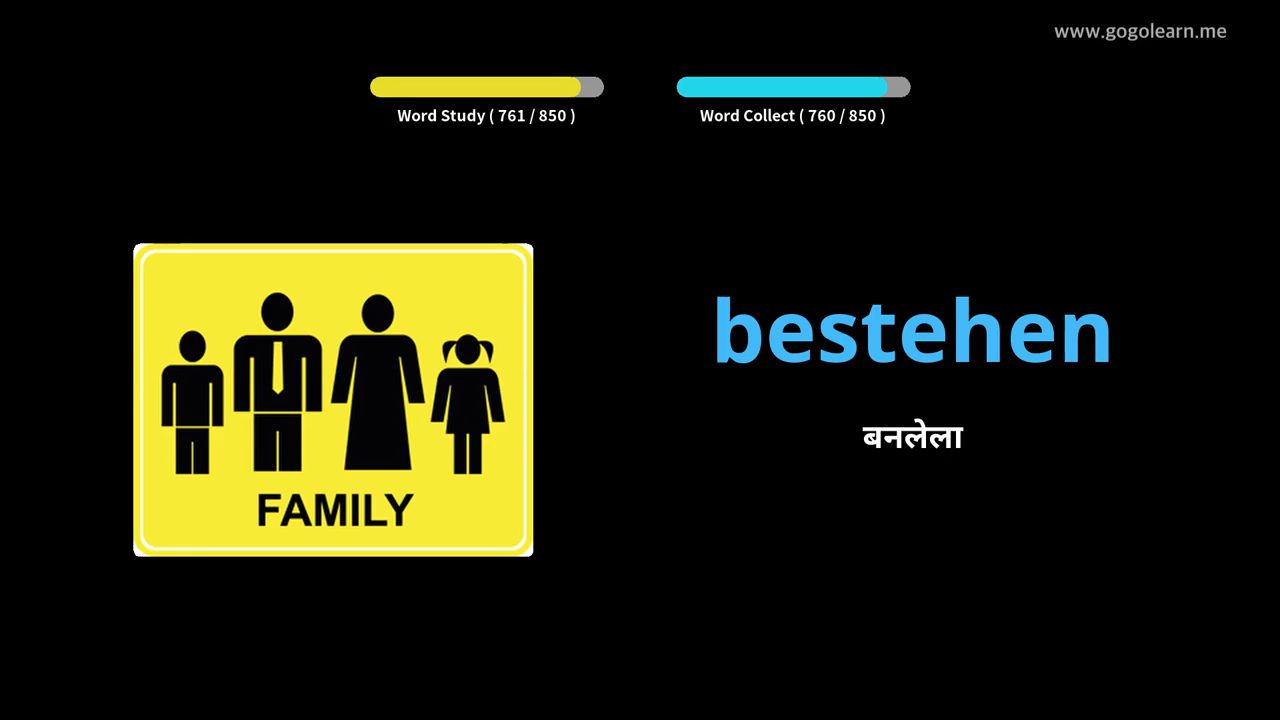 www.gogolearn.me
Word Study ( 761 / 850 )
Word Collect ( 760 / 850 )
FAMILY
bestehen
बनलेला